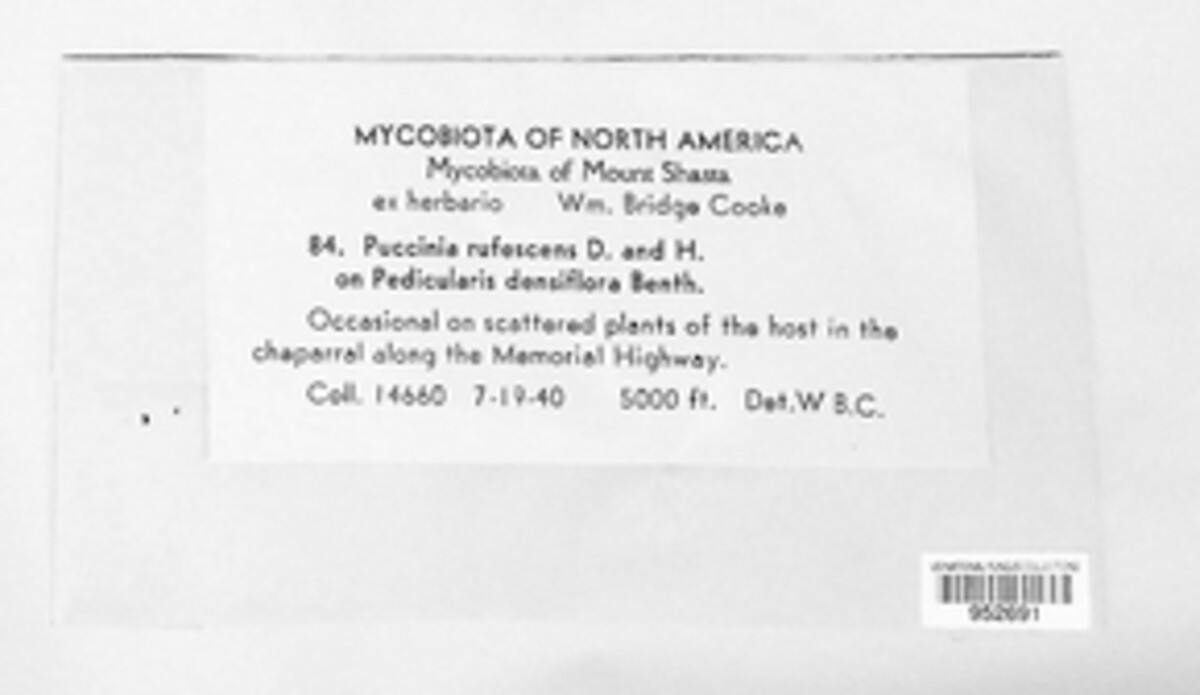 MYCOBIOTA OF NORTH AMERICA
Mycobiota of Mount Shasta
ex herbario Wm. Bridge Cooke
84. Puccinia rufescens D. and H.
on Pedicularis densiflora Benth.
Occasional on scattered plants of the host in the
chaparral along the Memorial Highway.
Coll. 14660 7-19-40 5000 ft. Det. W B.C.
952691